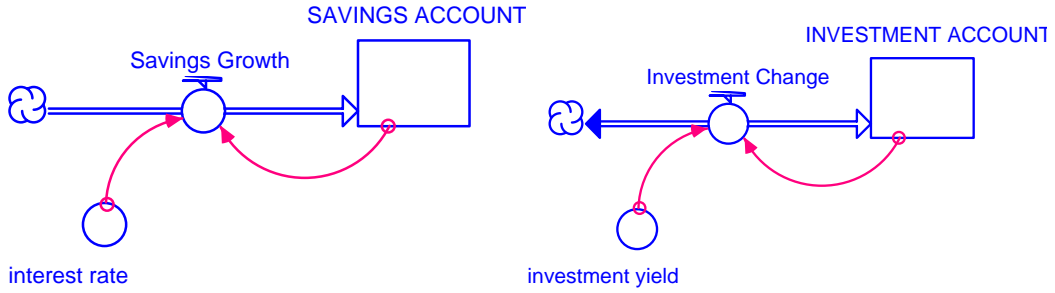 SAVINGS ACCOUNT
Savings Growth
interest rate
INVESTMENT ACCOUNT
Investment Change
investment yield